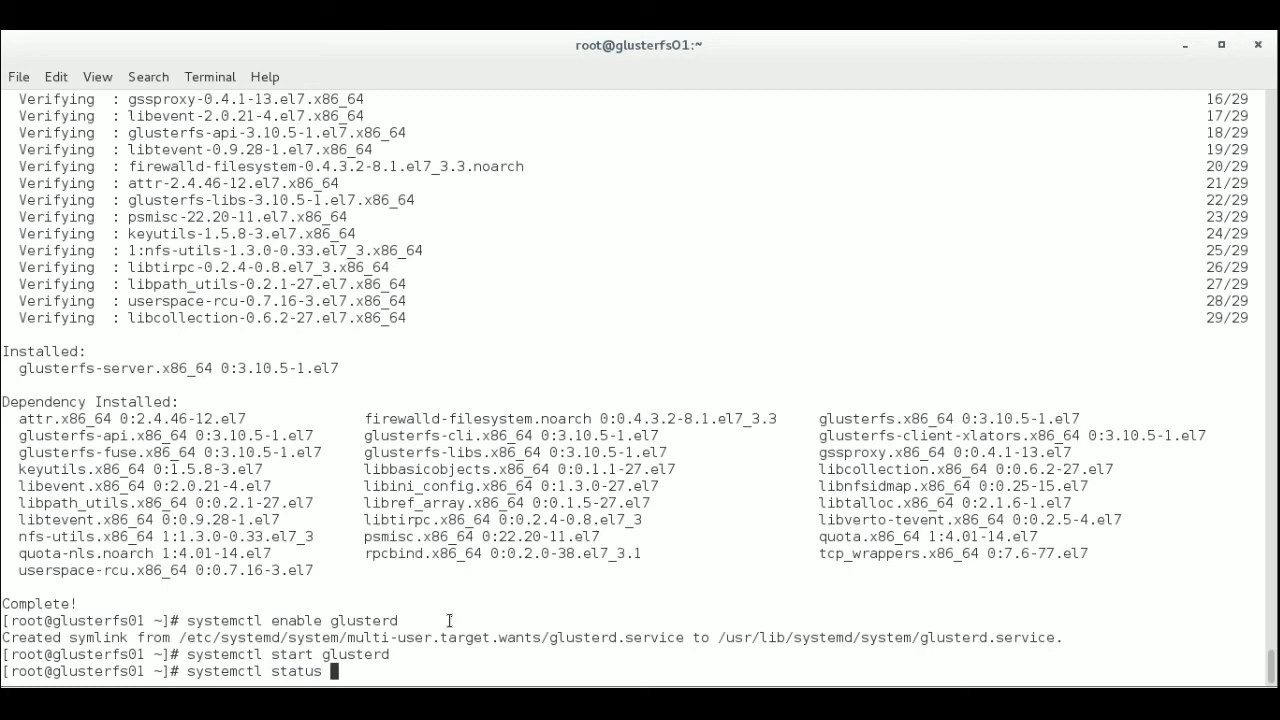 root@glusterfs01:~
File Edit View Search Terminal Help
Verifying : gssproxy-0.4.1-13.el7.x86_64 16/29
Verifying : libevent-2.0.21-4.el7.x86_64 17/29
Verifying : glusterfs-api-3.10.5-1.el7.x86_64 18/29
Verifying : libtevent-0.9.28-1.el7.x86_64 19/29
Verifying : firewalld-filesystem-0.4.3.2-8.1.el7_3.3.noarch 20/29
Verifying : attr-2.4.46-12.el7.x86_64 21/29
Verifying : glusterfs-libs-3.10.5-1.el7.x86_64 22/29
Verifying : psmisc-22.20-11.el7.x86_64 23/29
Verifying : keyutils-1.5.8-3.el7.x86_64 24/29
Verifying : 1:nfs-utils-1.3.0-0.33.el7_3.x86_64 25/29
Verifying : libtirpc-0.2.4-0.8.el7_3.x86_64 26/29
Verifying : libpath_utils-0.2.1-27.el7.x86_64 27/29
Verifying : userspace-rcu-0.7.16-3.el7.x86_64 28/29
Verifying : libcollection-0.6.2-27.el7.x86_64 29/29
Installed:
glusterfs-server.x86_64 0:3.10.5-1.el7
Dependency Installed:
attr.x86_64 0:2.4.46-12.el7 firewalld-filesystem.noarch 0:0.4.3.2-8.1.el7_3.3 glusterfs.x86_64 0:3.10.5-1.el7
glusterfs-api.x86_64 0:3.10.5-1.el7 glusterfs-cli.x86_64 0:3.10.5-1.el7 glusterfs-client-xlators.x86_64 0:3.10.5-1.el7
glusterfs-fuse.x86_64 0:3.10.5-1.el7 glusterfs-libs.x86_64 0:3.10.5-1.el7 gssproxy.x86_64 0:0.4.1-13.el7
keyutils.x86_64 0:1.5.8-3.el7 libbasicobjects.x86_64 0:0.1.1-27.el7 libcollection.x86_64 0:0.6.2-27.el7
libevent.x86_64 0:2.0.21-4.el7 libini_config.x86_64 0:1.3.0-27.el7 libnfsidmap.x86_64 0:0.25-15.el7
libpath_utils.x86_64 0:0.2.1-27.el7 libref_array.x86_64 0:0.1.5-27.el7 libtalloc.x86_64 0:2.1.6-1.el7
libtevent.x86_64 0:0.9.28-1.el7 libtirpc.x86_64 0:0.2.4-0.8.el7_3 libverto-tevent.x86_64 0:0.2.5-4.el7
nfs-utils.x86_64 1:1.3.0-0.33.el7_3 psmisc.x86_64 0:22.20-11.el7 quota.x86_64 1:4.01-14.el7
quota-nls.noarch 1:4.01-14.el7 rpcbind.x86_64 0:0.2.0-38.el7_3.1 tcp_wrappers.x86_64 0:7.6-77.el7
userspace-rcu.x86_64 0:0.7.16-3.el7
Complete!
[root@glusterfs01 ~]# systemctl enable glusterd
Created symlink from /etc/systemd/system/multi-user.target.wants/glusterd.service to /usr/lib/systemd/system/glusterd.service.
[root@glusterfs01 ~]# systemctl start glusterd
[root@glusterfs01 ~]# systemctl status